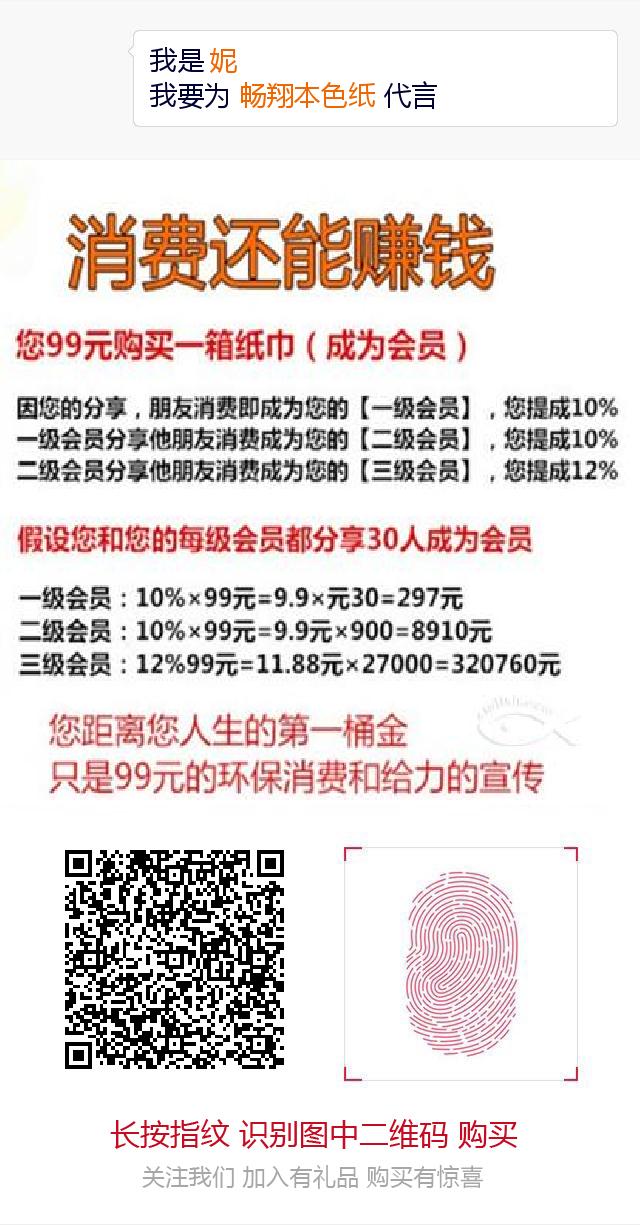 我是 妮
我要为 畅翔本色纸 代言
消费还能赚钱
您99元购买一箱纸巾（成为会员）
因您的分享，朋友消费即成为您的【一级会员】，您提成10%
一级会员分享他朋友消费成为您的【二级会员】，您提成10%
二级会员分享他朋友消费成为您的【三级会员】，您提成12%
假设您和您的每级会员都分享30人成为会员
一级会员：10%×99元=9.9×元30=297元
二级会员：10%×99元=9.9元×900=8910元
三级会员：12%99元=11.88元×27000=320760元
您距离您人生的第一桶金
只是99元的环保消费和给力的宣传
长按指纹 识别图中二维码 购买
关注我们 加入有礼品 购买有惊喜